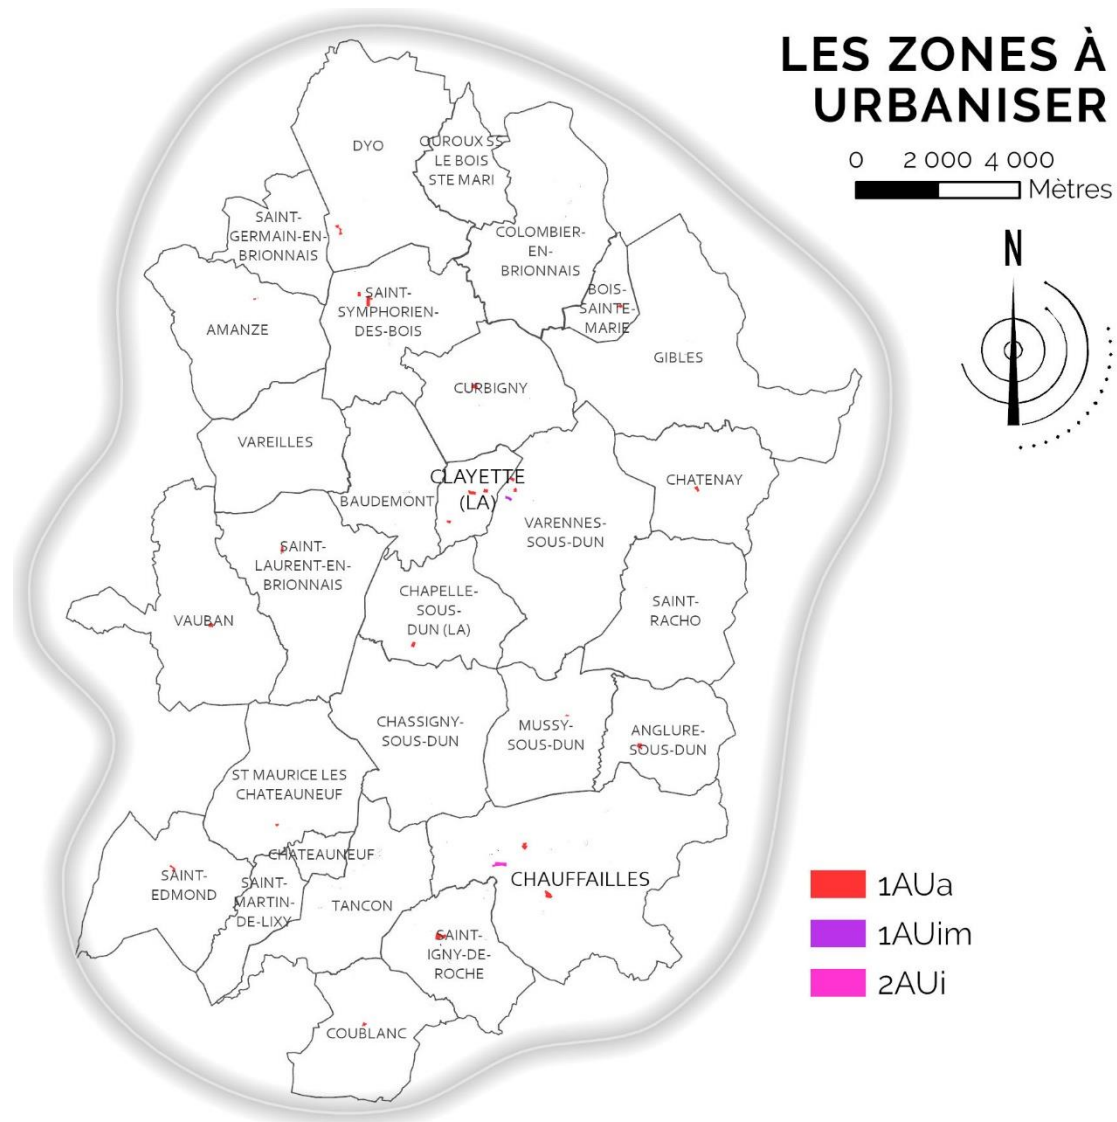 LES ZONES À
URBANISER
0 2 000 4 000
Mètres
N
DYO
OUROUX SS
LE BOIS
STE MARI
SAINT-
GERMAIN-EN-
BRIONNAIS
COLOMBIER-
EN-
BRIONNAIS
SAINT-
SYMPHORIEN-
DES-BOIS
BOIS-
SAINTE-
MARIE
AMANZE
GIBLES
CURBIGNY
VAREILLES
CLAYETTE
(LA)
CHATENAY
BAUDEMONT
VARENNES-
SOUS-DUN
SAINT-
LAURENT-EN-
BRIONNAIS
CHAPELLE-
SOUS-
DUN (LA)
SAINT-
RACHO
VAUBAN
CHASSIGNY-
SOUS-DUN
MUSSY-
SOUS-DUN
ANGLURE-
SOUS-DUN
ST MAURICE LES
CHATEAUNEUF
CHATEAUNEUF
SAINT-
EDMOND
SAINT-
MARTIN-
DE-LIXY
TANCON
CHAUFFAILLES
SAINT-
IGNY-DE-
ROCHE
COUBLANC
1AUa
1AUim
2AUi